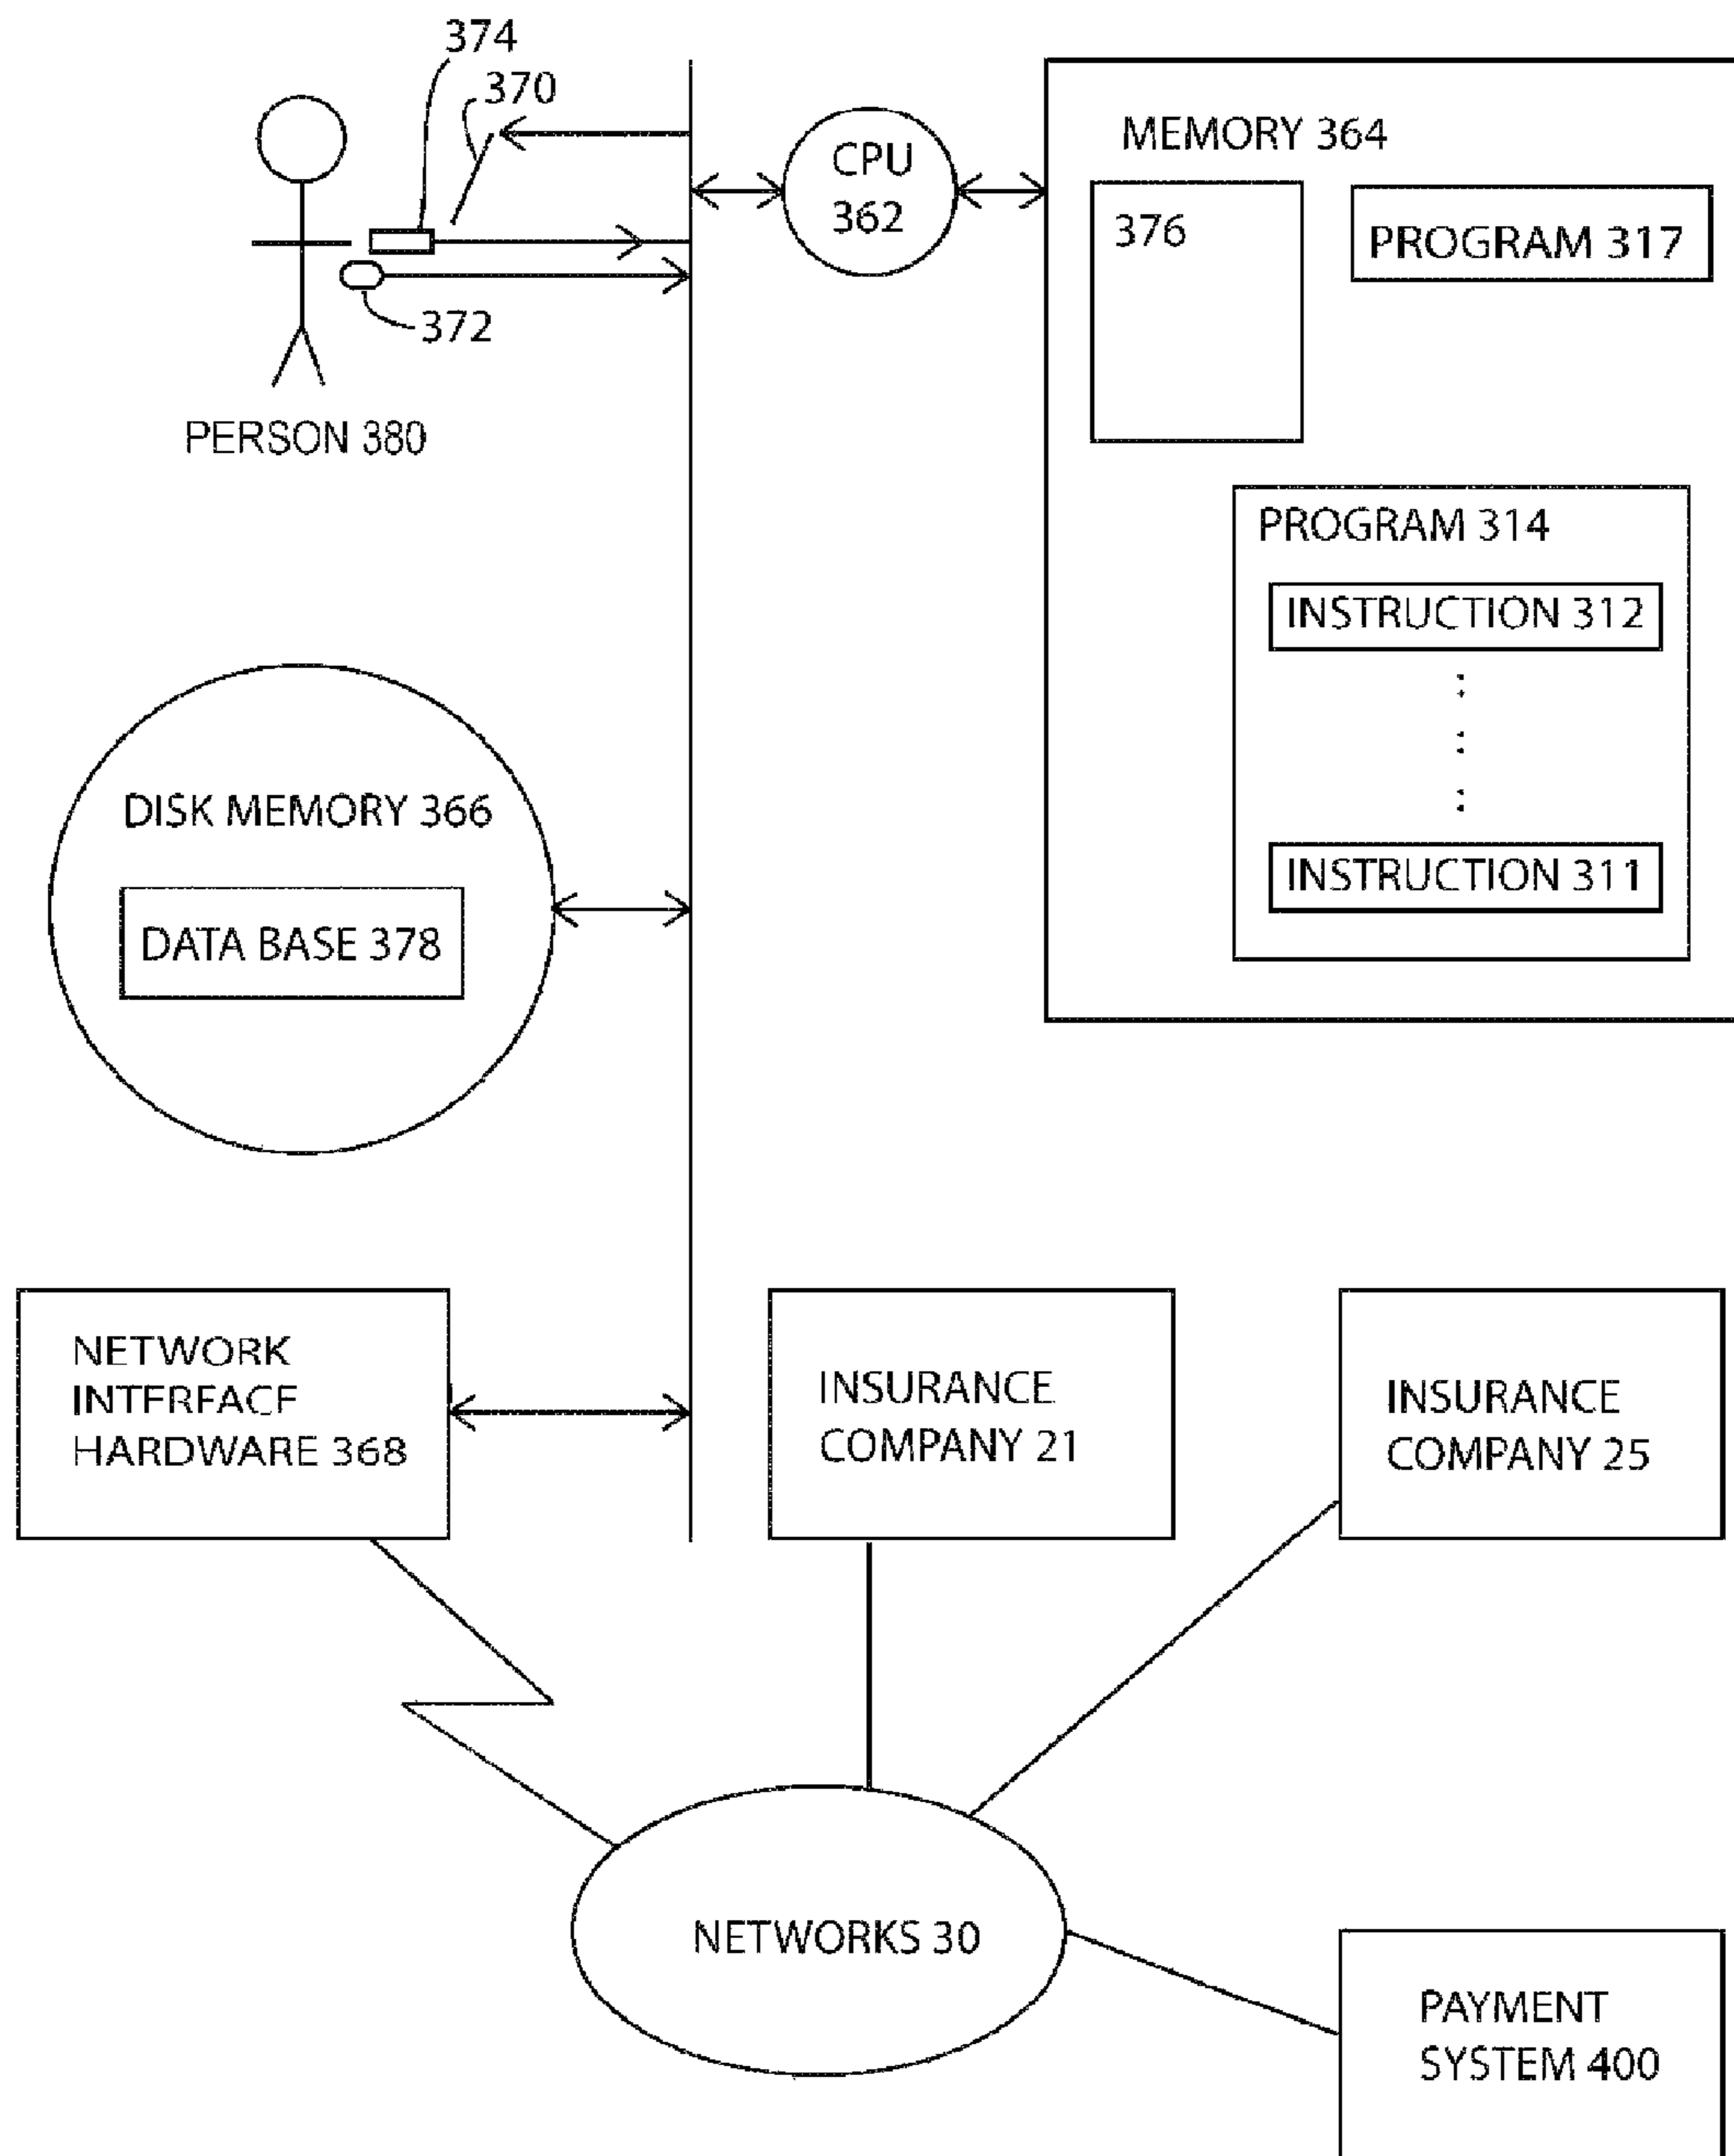 374
370
372
PERSON 380
CPU
362
MEMORY 364
376
PROGRAM 317
PROGRAM 314
INSTRUCTION 312
INSTRUCTION 311
DISK MEMORY 366
DATA BASE 378
NETWORK
INTERFACE
HARDWARE 368
INSURANCE
COMPANY 21
INSURANCE
COMPANY 25
NETWORKS 30
PAYMENT
SYSTEM 400